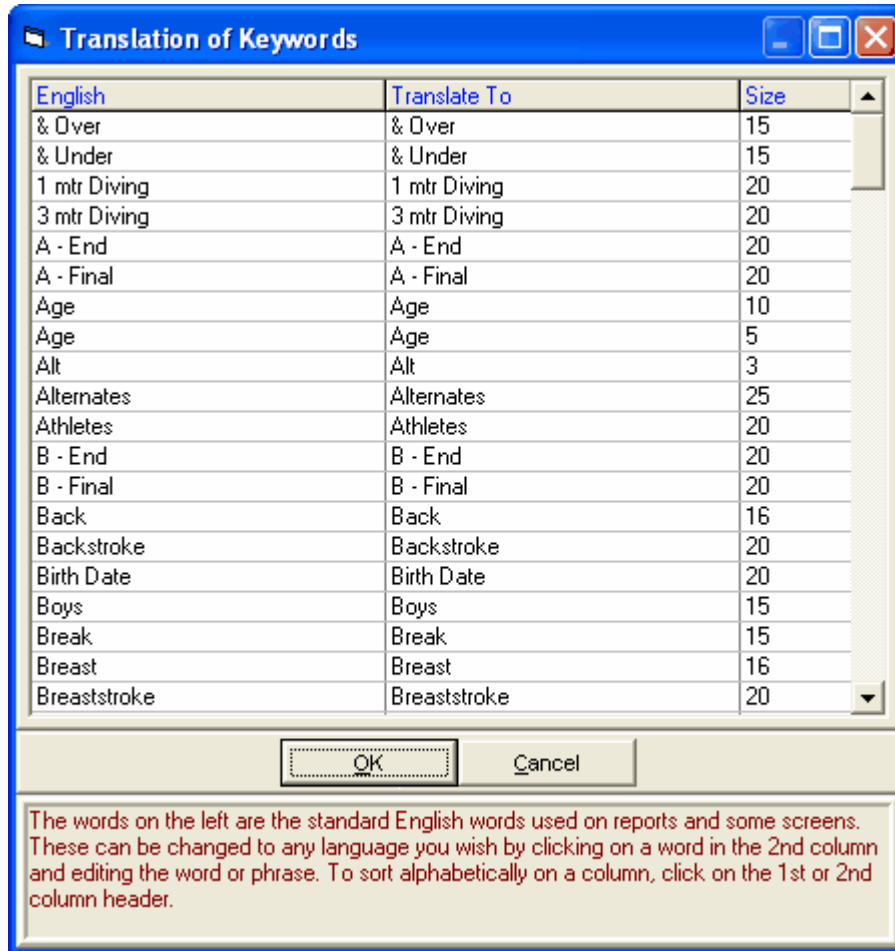 Translation of Keywords
English Translate To Size
& Over & Over 15
& Under & Under 15
1 mtr Diving 1 mtr Diving 20
3 mtr Diving 3 mtr Diving 20
A - End A - End 20
A - Final A - Final 20
Age Age 10
Age Age 5
Alt Alt 3
Alternates Alternates 25
Athletes Athletes 20
B - End B - End 20
B - Final B - Final 20
Back Back 16
Backstroke Backstroke 20
Birth Date Birth Date 20
Boys Boys 15
Break Break 15
Breast Breast 16
Breaststroke Breaststroke 20
OK Cancel
The words on the left are the standard English words used on reports and some screens.
These can be changed to any language you wish by clicking on a word in the 2nd column
and editing the word or phrase. To sort alphabetically on a column, click on the 1st or 2nd
column header.